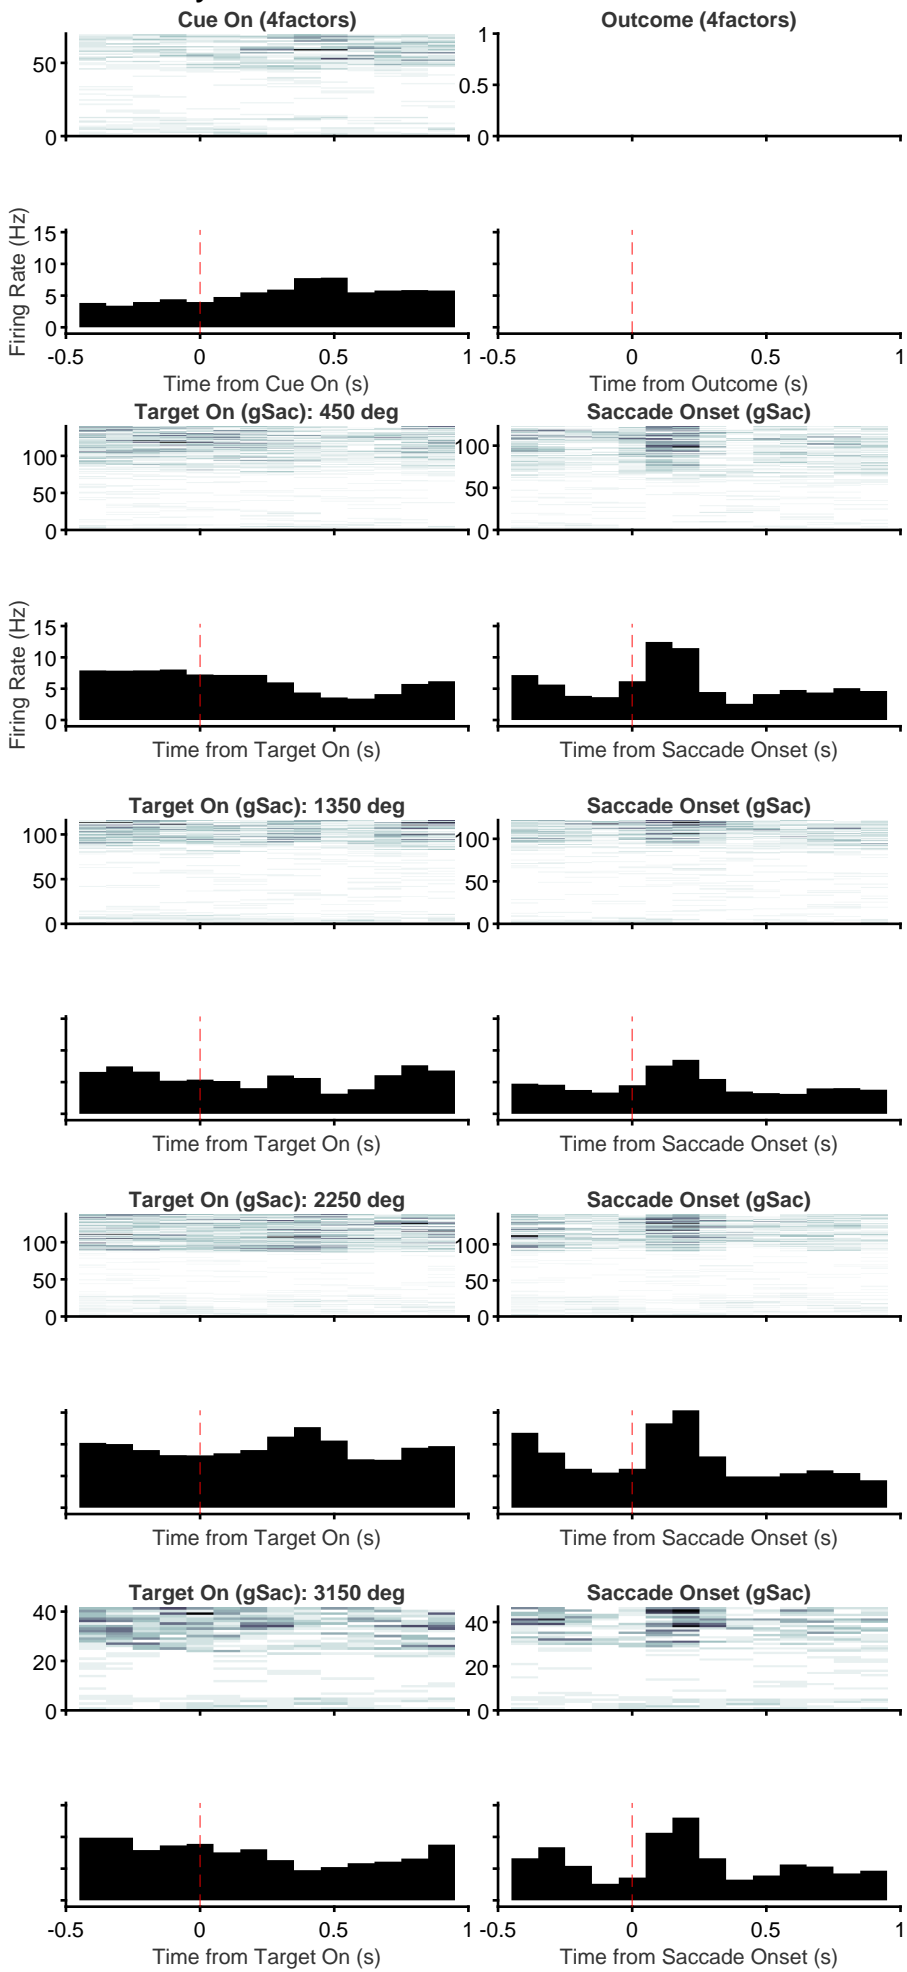 Cue On (4factors)
Outcome (4factors)
50
0
1
0.5
0
Firing Rate (Hz)
15
10
5
0
-0.5 0 0.5 1
Time from Cue On (s)
-0.5 0 0.5 1
Time from Outcome (s)
Target On (gSac): 450 deg
Saccade Onset (gSac)
100
50
0
100
50
0
Firing Rate (Hz)
15
10
5
0
Time from Target On (s)
Time from Saccade Onset (s)
Target On (gSac): 1350 deg
Saccade Onset (gSac)
100
50
0
100
50
0
Time from Target On (s)
Time from Saccade Onset (s)
Target On (gSac): 2250 deg
Saccade Onset (gSac)
100
50
0
100
50
0
Time from Target On (s)
Time from Saccade Onset (s)
Target On (gSac): 3150 deg
Saccade Onset (gSac)
40
20
0
40
20
0
-0.5 0 0.5 1
Time from Target On (s)
-0.5 0 0.5 1
Time from Saccade Onset (s)